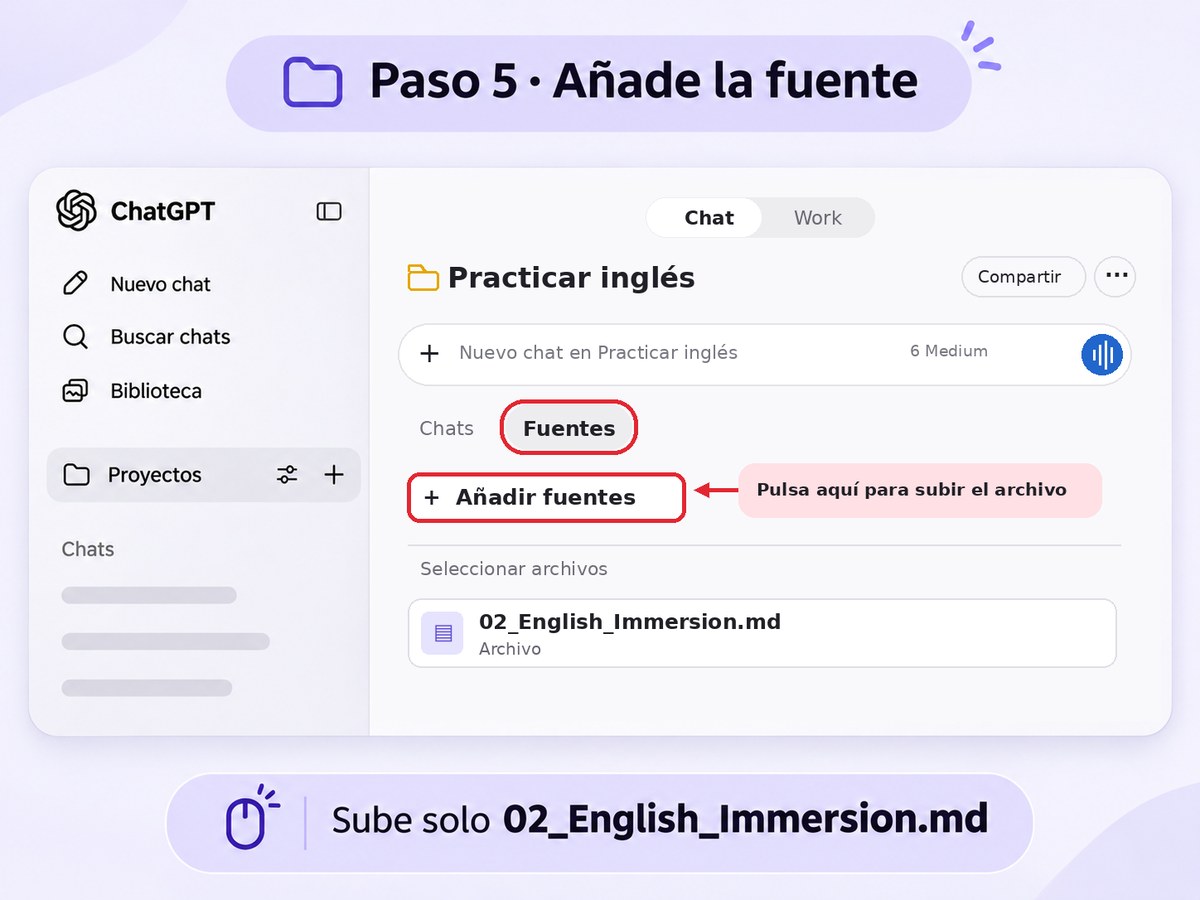 Paso 5 · Añade la fuente
ChatGPT
Nuevo chat
Buscar chats
Biblioteca
Proyectos
Chats
Chat Work
Practicar inglés
Compartir
Nuevo chat en Practicar inglés 6 Medium
Chats Fuentes
+ Añadir fuentes
Pulsa aquí para subir el archivo
Seleccionar archivos
02_English_Immersion.md
Archivo
Sube solo 02_English_Immersion.md